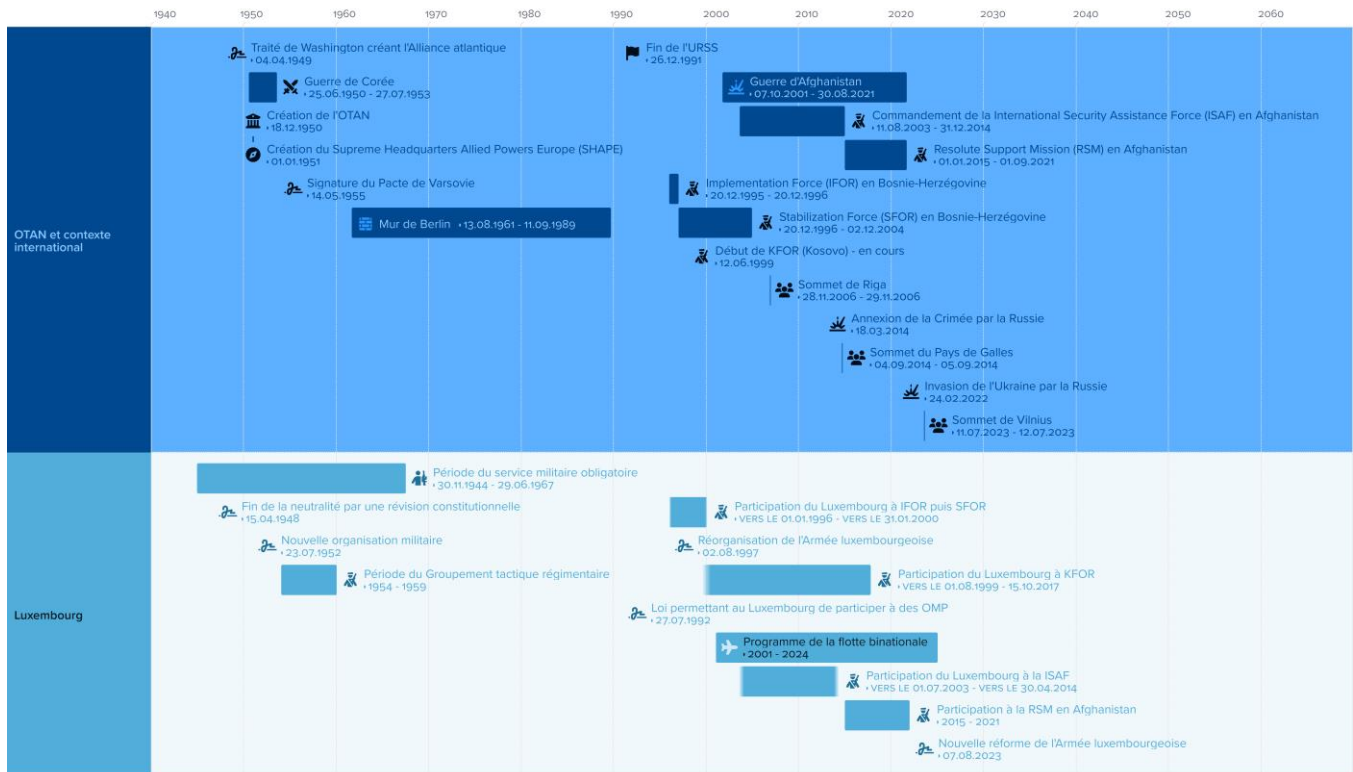 1940 1950 1960 1970 1980 1990 2000 2010 2020 2030 2040 2050 2060
OTAN et contexte
international
Traité de Washington créant l'Alliance atlantique
04.04.1949
Fin de l'URSS
26.12.1991
Guerre de Corée
25.06.1950 - 27.07.1953
Guerre d'Afghanistan
07.10.2001 - 30.08.2021
Création de l'OTAN
18.12.1950
Commandement de la International Security Assistance Force (ISAF) en Afghanistan
11.08.2003 - 31.12.2014
Création du Supreme Headquarters Allied Powers Europe (SHAPE)
01.01.1951
Resolute Support Mission (RSM) en Afghanistan
01.01.2015 - 01.09.2021
Signature du Pacte de Varsovie
14.05.1955
Implementation Force (IFOR) en Bosnie-Herzégovine
20.12.1995 - 20.12.1996
Mur de Berlin 13.08.1961 - 11.09.1989
Stabilization Force (SFOR) en Bosnie-Herzégovine
20.12.1996 - 02.12.2004
Début de KFOR (Kosovo) - en cours
12.06.1999
Sommet de Riga
28.11.2006 - 29.11.2006
Annexion de la Crimée par la Russie
18.03.2014
Sommet du Pays de Galles
04.09.2014 - 05.09.2014
Invasion de l'Ukraine par la Russie
24.02.2022
Sommet de Vilnius
11.07.2023 - 12.07.2023
Luxembourg
Période du service militaire obligatoire
30.11.1944 - 29.06.1967
Fin de la neutralité par une révision constitutionnelle
15.04.1948
Participation du Luxembourg à IFOR puis SFOR
VERS LE 01.01.1996 - VERS LE 31.01.2000
Nouvelle organisation militaire
23.07.1952
Réorganisation de l'Armée luxembourgeoise
02.08.1997
Période du Groupement tactique régimentaire
1954 - 1959
Participation du Luxembourg à KFOR
VERS LE 01.08.1999 - 15.10.2017
Loi permettant au Luxembourg de participer à des OMP
27.07.1992
Programme de la flotte binationale
2001 - 2024
Participation du Luxembourg à la ISAF
VERS LE 01.07.2003 - VERS LE 30.04.2014
Participation à la RSM en Afghanistan
2015 - 2021
Nouvelle réforme de l'Armée luxembourgeoise
07.08.2023